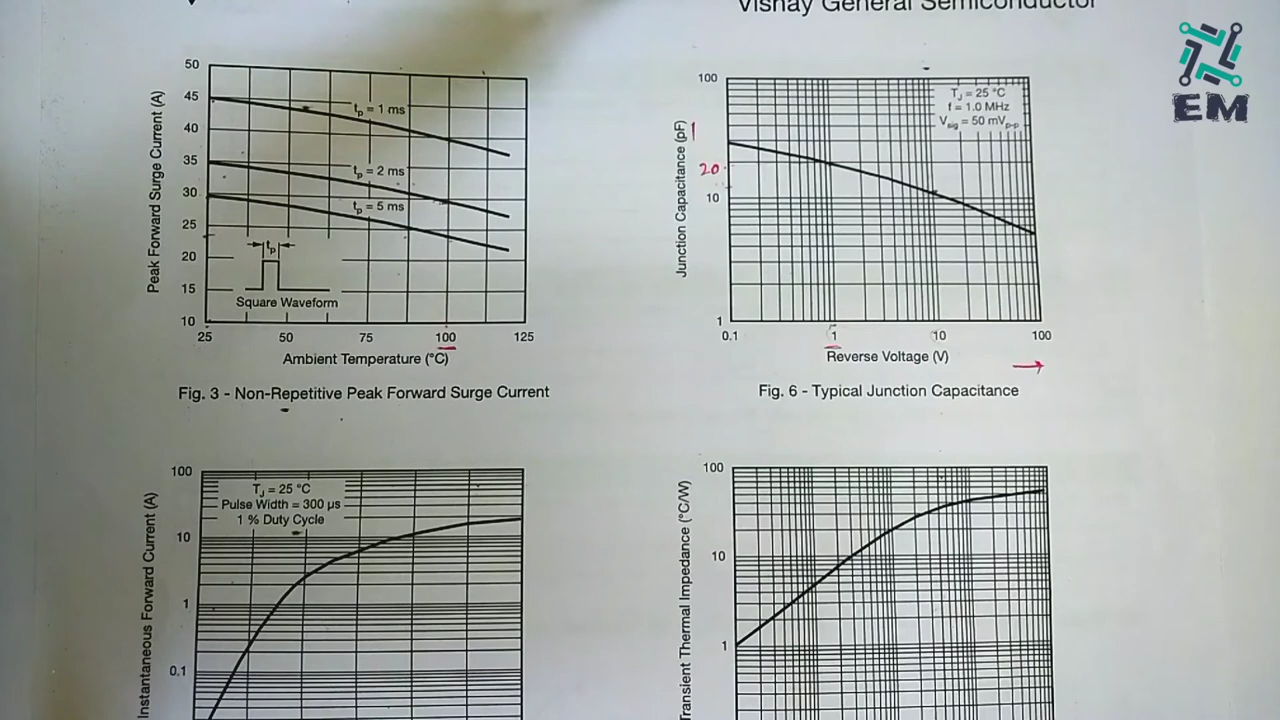 Vishay General Semiconductor
EM
50
45
40
35
30
25
20
15
10
Peak Forward Surge Current (A)
tp = 1 ms
tp = 2 ms
tp = 5 ms
tp
Square Waveform
25 50 75 100 125
Ambient Temperature (°C)
Fig. 3 - Non-Repetitive Peak Forward Surge Current
100
10
1
20
Junction Capacitance (pF)
TJ = 25 °C
f = 1.0 MHz
Vsig = 50 mVp-p
0.1 1 10 100
Reverse Voltage (V)
Fig. 6 - Typical Junction Capacitance
100
10
1
0.1
Instantaneous Forward Current (A)
TJ = 25 °C
Pulse Width = 300 µs
1 % Duty Cycle
100
10
1
Transient Thermal Impedance (°C/W)